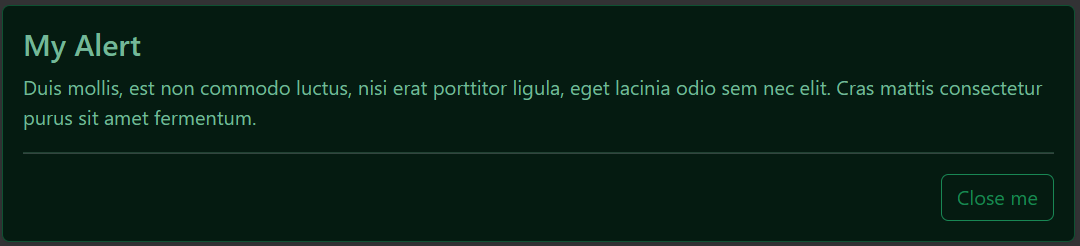 My Alert
Duis mollis, est non commodo luctus, nisi erat porttitor ligula, eget lacinia odio sem nec elit. Cras mattis consectetur
purus sit amet fermentum.
Close me